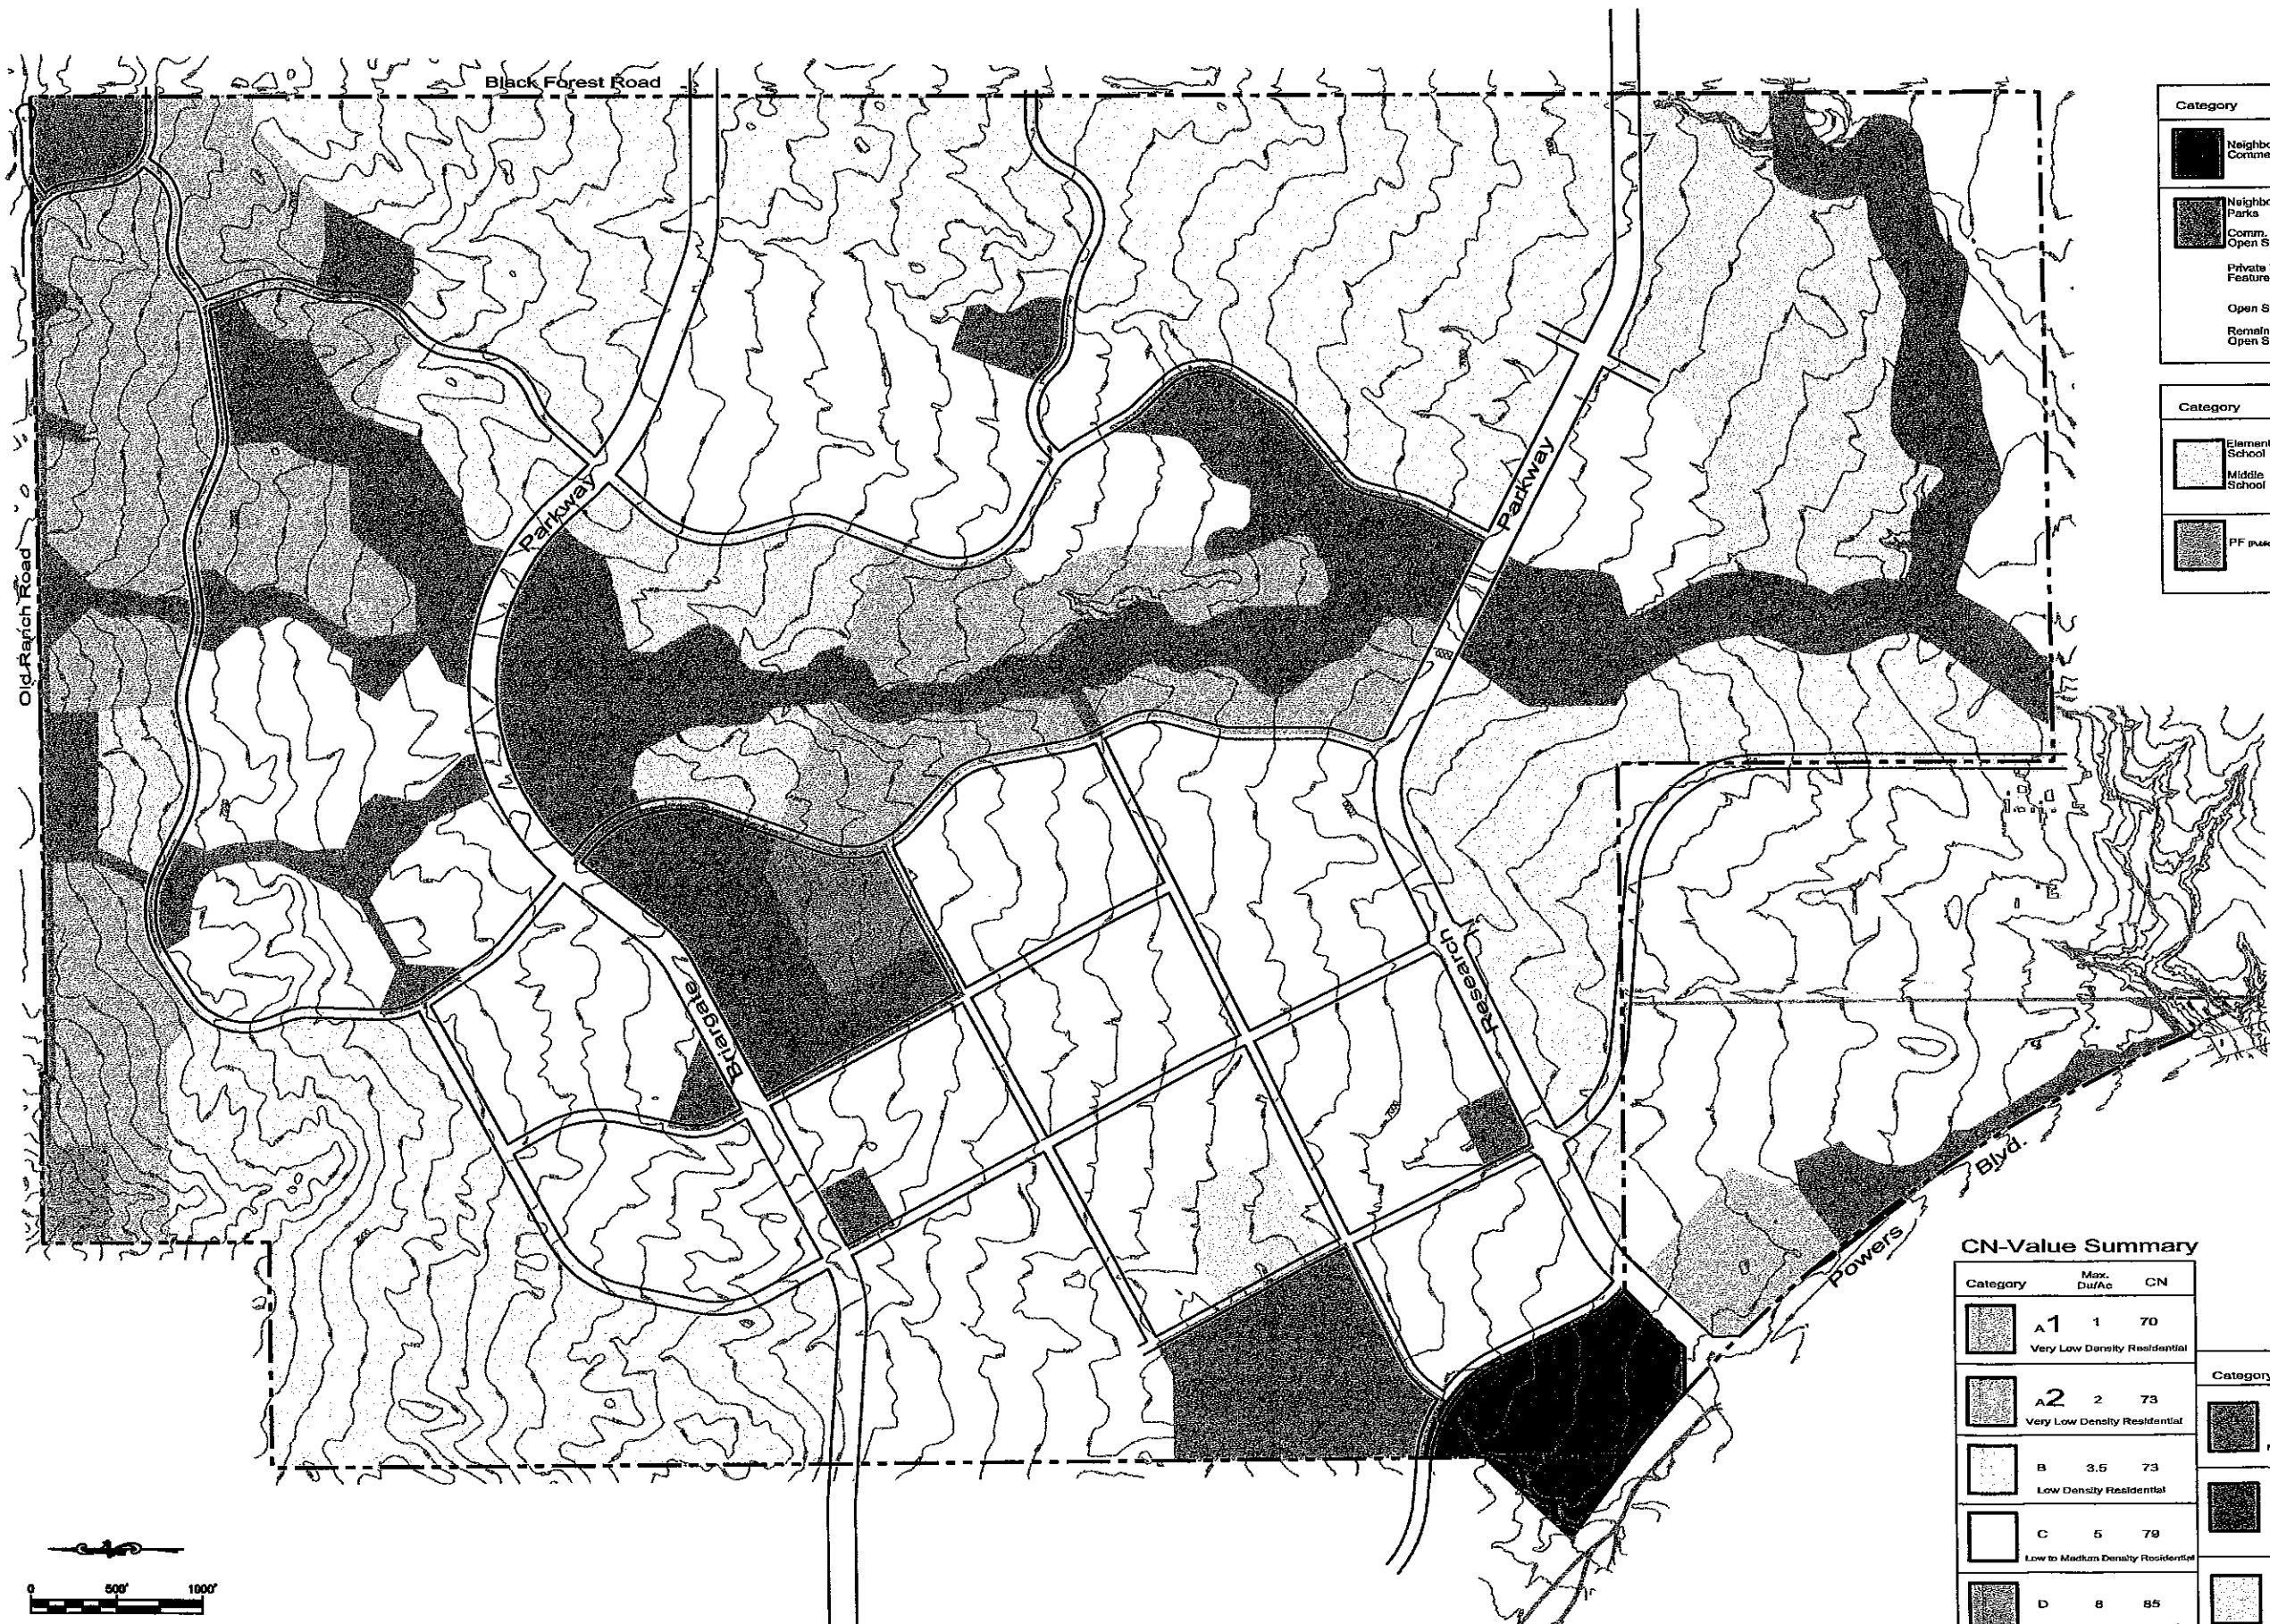 Black Forest Road
Old Ranch Road
Parkway
Parkway
Briargate
Research
Powers
Blvd.
Category
Neighbo
Comme
Neighbo
Parks
Comm.
Open S
Private
Feature
Open S
Remain
Open S
Category
Element
School
Middle
School
PF
CN-Value Summary
Category Max. Du/Ac CN
A1 1 70
Very Low Density Residential
A2 2 73
Very Low Density Residential
B 3.5 73
Low Density Residential
C 5 79
Low to Medium Density Residential
D 8 85
Category
0 500' 1000'